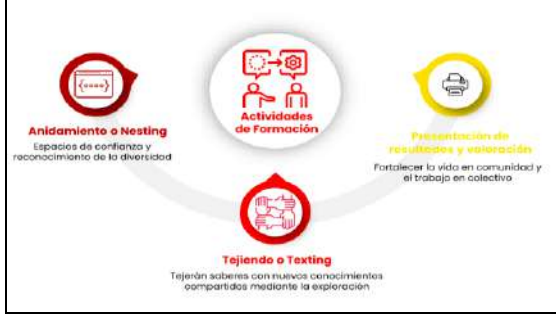 Actividades
de Formación
Anidamiento o Nesting
Espacios de confianza y
reconocimiento de la diversidad
Presentación de
resultados y valoración
Fortalecer la vida en comunidad y
el trabajo en colectivo
Tejiendo o Texting
Tejerán saberes con nuevos conocimientos
compartidos mediante la exploración